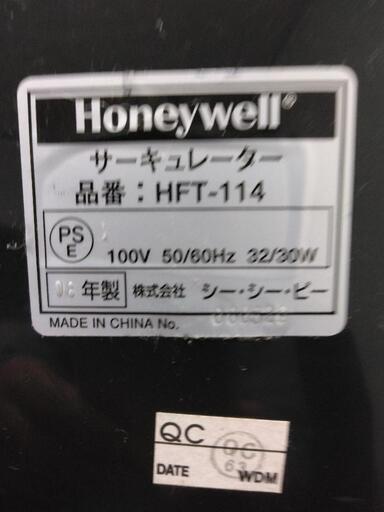 Honeywell®
サーキュレーター
品番：HFT-114
PS E
100V 50/60Hz 32/30W
年製 株式会社 シー・シー・ピー
MADE IN CHINA No.
QC QC 63
DATE WDM